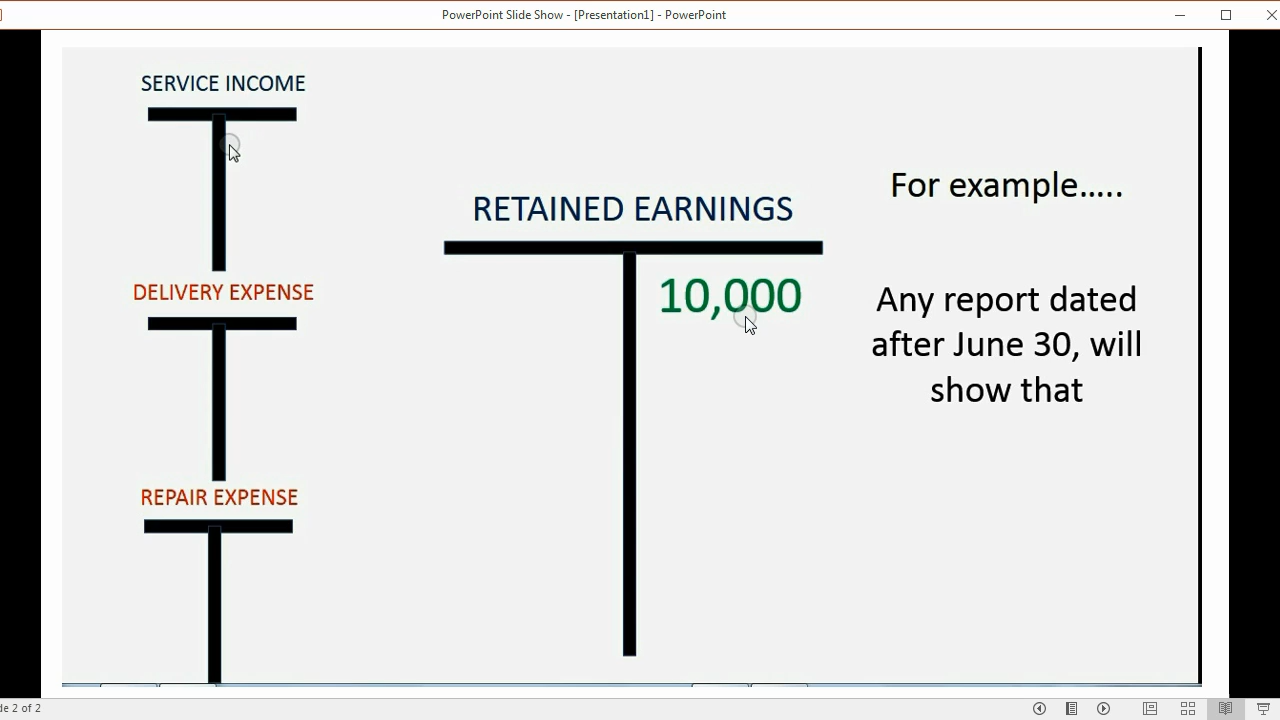 PowerPoint Slide Show - [Presentation1] - PowerPoint
SERVICE INCOME
DELIVERY EXPENSE
REPAIR EXPENSE
RETAINED EARNINGS
10,000
For example.....
Any report dated
after June 30, will
show that
2 of 2